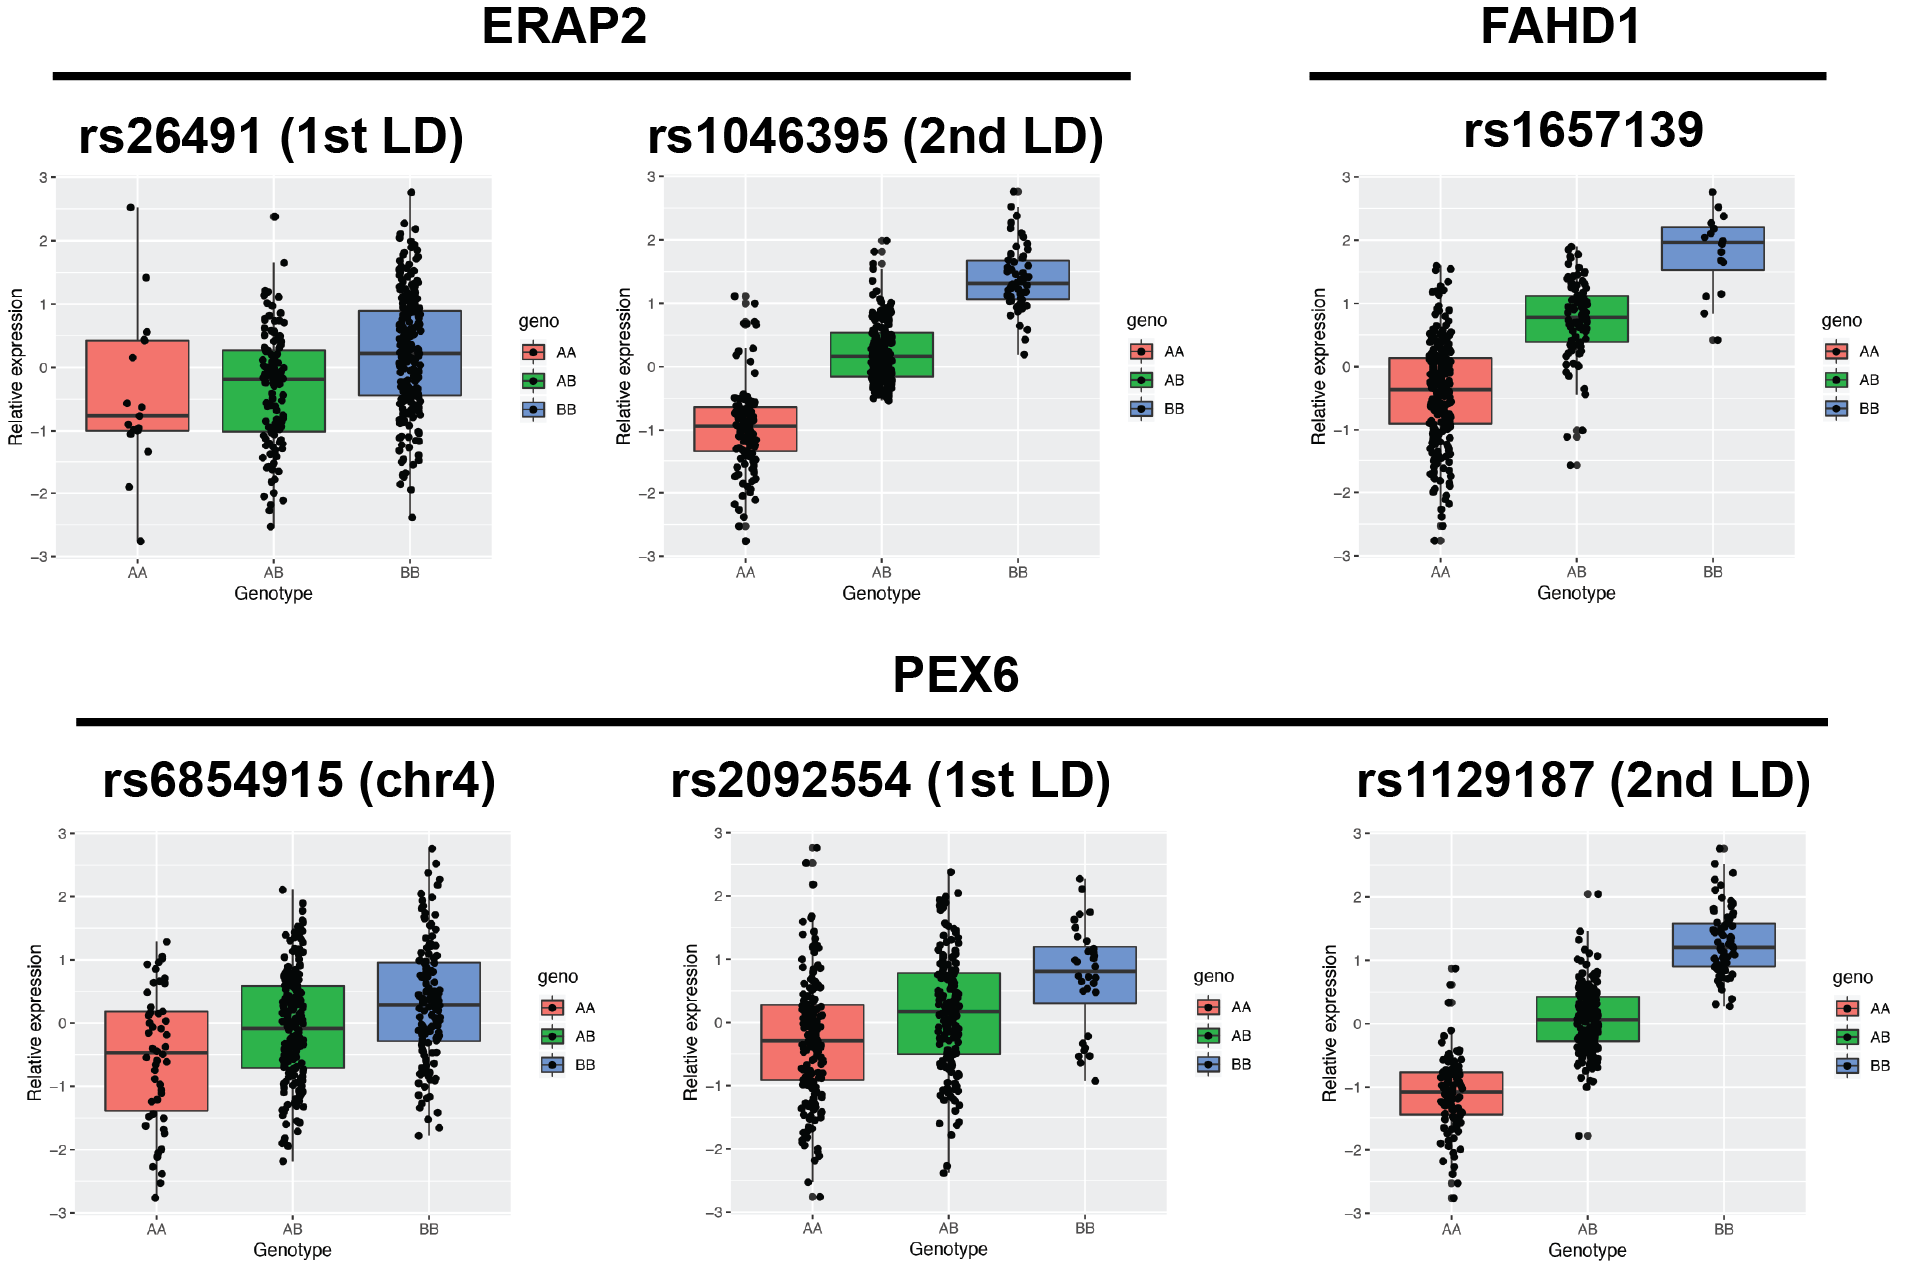 ERAP2
FAHD1
rs26491 (1st LD)
rs1046395 (2nd LD)
rs1657139
3
2
1
0
−1
−2
−3
Relative expression
AA
AB
BB
Genotype
geno
AA
AB
BB
3
2
1
0
−1
−2
−3
Relative expression
AA
AB
BB
Genotype
geno
AA
AB
BB
3
2
1
0
−1
−2
−3
Relative expression
AA
AB
BB
Genotype
geno
AA
AB
BB
PEX6
rs6854915 (chr4)
rs2092554 (1st LD)
rs1129187 (2nd LD)
3
2
1
0
−1
−2
−3
Relative expression
AA
AB
BB
Genotype
geno
AA
AB
BB
3
2
1
0
−1
−2
−3
Relative expression
AA
AB
BB
Genotype
geno
AA
AB
BB
3
2
1
0
−1
−2
−3
Relative expression
AA
AB
BB
Genotype
geno
AA
AB
BB